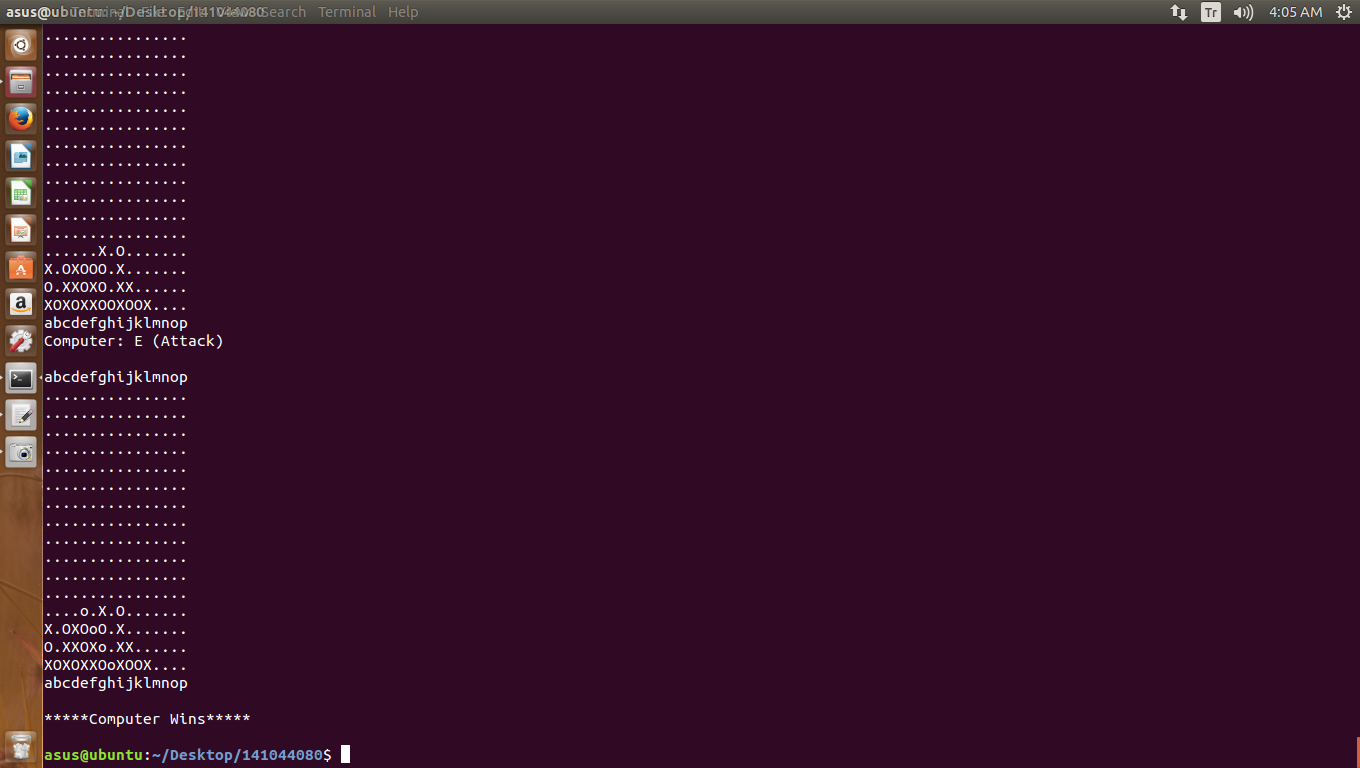 asus@ubuntu: ~/Desktop/141044080 Search Terminal Help Tr 4:05 AM
................
................
................
................
................
................
................
................
................
................
................
................
......X.O.......
X.OXOOO.X.......
O.XXOXO.XX......
XOXOXXOOXOOX....
abcdefghijklmnop
Computer: E (Attack)
abcdefghijklmnop
................
................
................
................
................
................
................
................
................
................
................
................
....o.X.O.......
X.OXOoO.X.......
O.XXOXo.XX......
XOXOXXOoXOOX....
abcdefghijklmnop
*****Computer Wins*****
asus@ubuntu:~/Desktop/141044080$